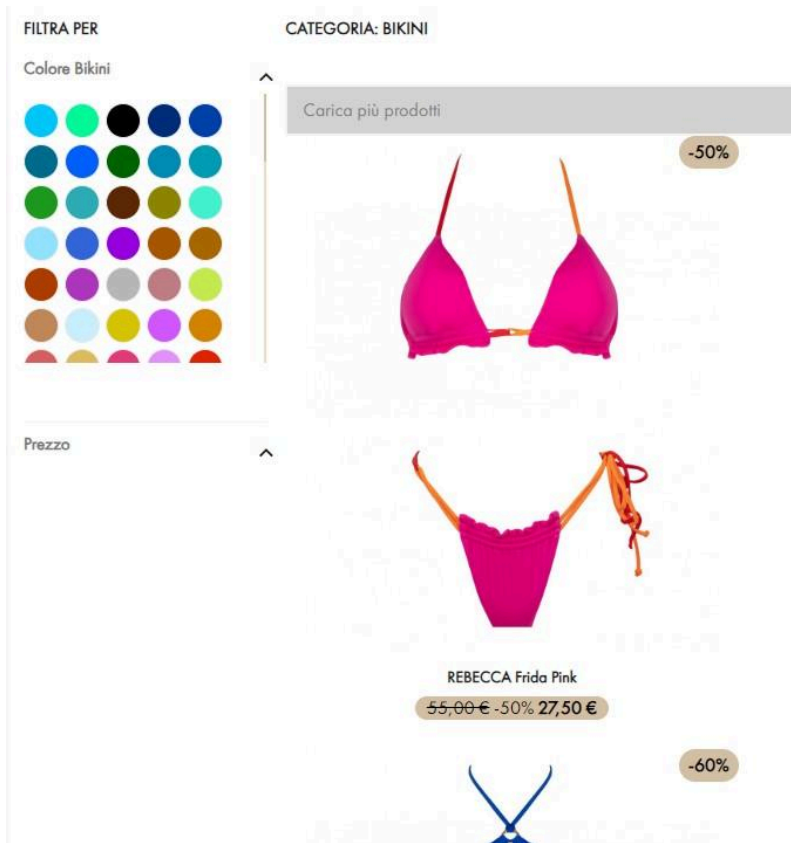 FILTRA PER
CATEGORIA: BIKINI
Colore Bikini
Carica più prodotti
-50%
Prezzo
REBECCA Frida Pink
55,00 € -50% 27,50 €
-60%